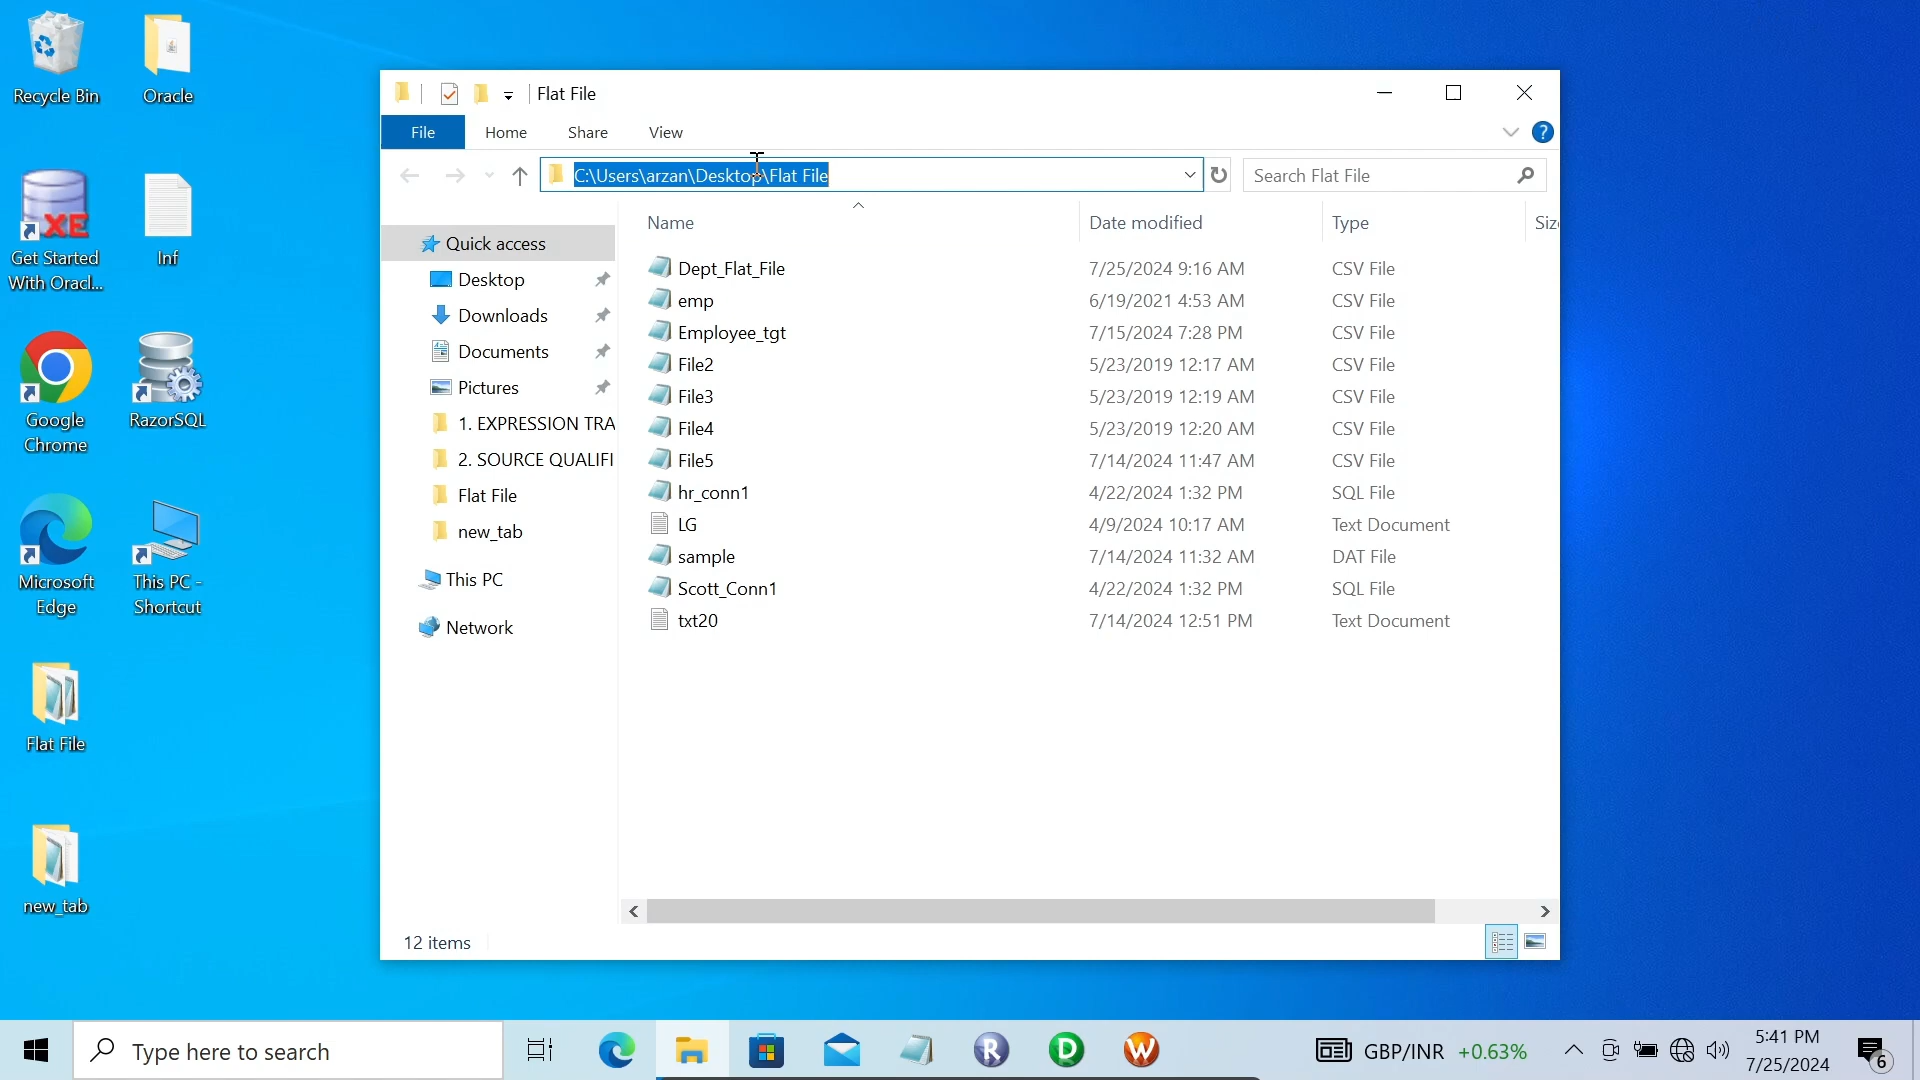 Recycle Bin
Oracle
Get Started
With Oracl...
Inf
Google
Chrome
RazorSQL
Microsoft
Edge
This PC -
Shortcut
Flat File
new_tab
Flat File
File
Home
Share
View
C:\Users\arzan\Desktop\Flat File
Search Flat File
Name
Date modified
Type
Quick access
Desktop
Downloads
Documents
Pictures
1. EXPRESSION TRA
2. SOURCE QUALIFI
Flat File
new_tab
This PC
Network
Dept_Flat_File 7/25/2024 9:16 AM CSV File
emp 6/19/2021 4:53 AM CSV File
Employee_tgt 7/15/2024 7:28 PM CSV File
File2 5/23/2019 12:17 AM CSV File
File3 5/23/2019 12:19 AM CSV File
File4 5/23/2019 12:20 AM CSV File
File5 7/14/2024 11:47 AM CSV File
hr_conn1 4/22/2024 1:32 PM SQL File
LG 4/9/2024 10:17 AM Text Document
sample 7/14/2024 11:32 AM DAT File
Scott_Conn1 4/22/2024 1:32 PM SQL File
txt20 7/14/2024 12:51 PM Text Document
12 items
Type here to search
R
D
W
GBP/INR +0.63%
5:41 PM
7/25/2024
6